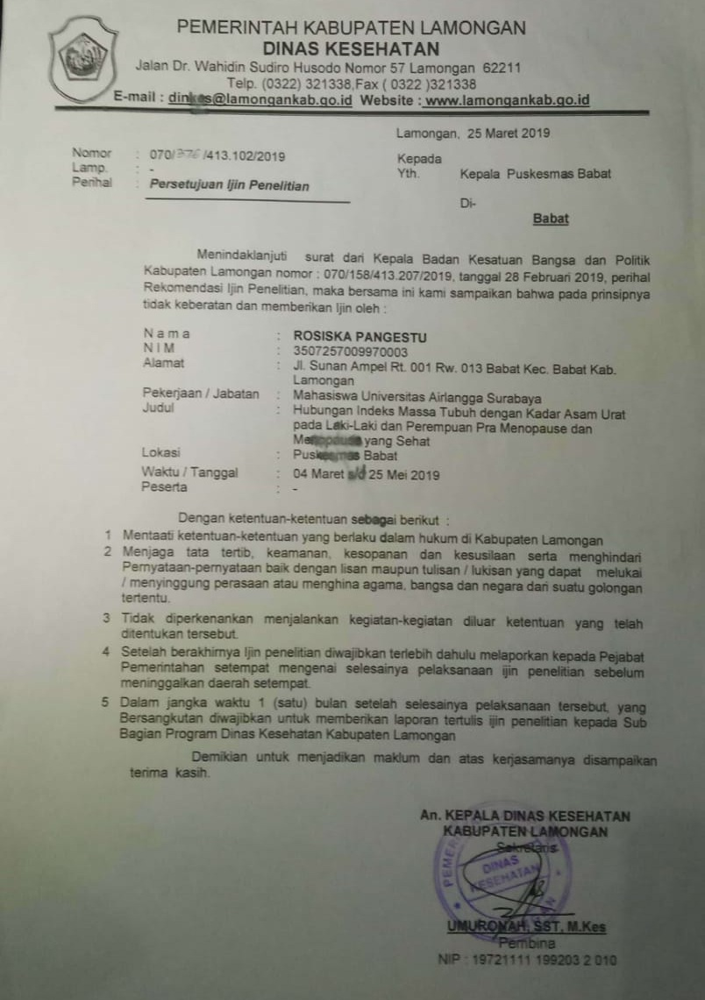 PEMERINTAH KABUPATEN LAMONGAN
DINAS KESEHATAN
Jalan Dr. Wahidin Sudiro Husodo Nomor 57 Lamongan 62211
Telp. (0322) 321338,Fax ( 0322 )321338
E-mail : dinkes@lamongankab.go.id Website : www.lamongankab.go.id
Lamongan, 25 Maret 2019
Nomor : 070/ /413.102/2019
Lamp. : -
Perihal : Persetujuan Ijin Penelitian
Kepada
Yth. Kepala Puskesmas Babat
Di-
Babat
Menindaklanjuti surat dari Kepala Badan Kesatuan Bangsa dan Politik
Kabupaten Lamongan nomor : 070/158/413.207/2019, tanggal 28 Februari 2019, perihal
Rekomendasi Ijin Penelitian, maka bersama ini kami sampaikan bahwa pada prinsipnya
tidak keberatan dan memberikan Ijin oleh :
N a m a : ROSISKA PANGESTU
N I M : 3507257009970003
Alamat : Jl. Sunan Ampel Rt. 001 Rw. 013 Babat Kec. Babat Kab.
Lamongan
Pekerjaan / Jabatan : Mahasiswa Universitas Airlangga Surabaya
Judul : Hubungan Indeks Massa Tubuh dengan Kadar Asam Urat
pada Laki-Laki dan Perempuan Pra Menopause dan
Menopause yang Sehat
Lokasi : Puskesmas Babat
Waktu / Tanggal : 04 Maret s/d 25 Mei 2019
Peserta : -
Dengan ketentuan-ketentuan sebagai berikut :
1 Mentaati ketentuan-ketentuan yang berlaku dalam hukum di Kabupaten Lamongan
2 Menjaga tata tertib, keamanan, kesopanan dan kesusilaan serta menghindari
Pernyataan-pernyataan baik dengan lisan maupun tulisan / lukisan yang dapat melukai
/ menyinggung perasaan atau menghina agama, bangsa dan negara dari suatu golongan
tertentu.
3 Tidak diperkenankan menjalankan kegiatan-kegiatan diluar ketentuan yang telah
ditentukan tersebut.
4 Setelah berakhirnya Ijin penelitian diwajibkan terlebih dahulu melaporkan kepada Pejabat
Pemerintahan setempat mengenai selesainya pelaksanaan ijin penelitian sebelum
meninggalkan daerah setempat.
5 Dalam jangka waktu 1 (satu) bulan setelah selesainya pelaksanaan tersebut, yang
Bersangkutan diwajibkan untuk memberikan laporan tertulis ijin penelitian kepada Sub
Bagian Program Dinas Kesehatan Kabupaten Lamongan
Demikian untuk menjadikan maklum dan atas kerjasamanya disampaikan
terima kasih.
An. KEPALA DINAS KESEHATAN
KABUPATEN LAMONGAN
Sekretaris
DINAS
KESEHATAN
UMURONAH, SST, M.Kes
Pembina
NIP : 19721111 199203 2 010